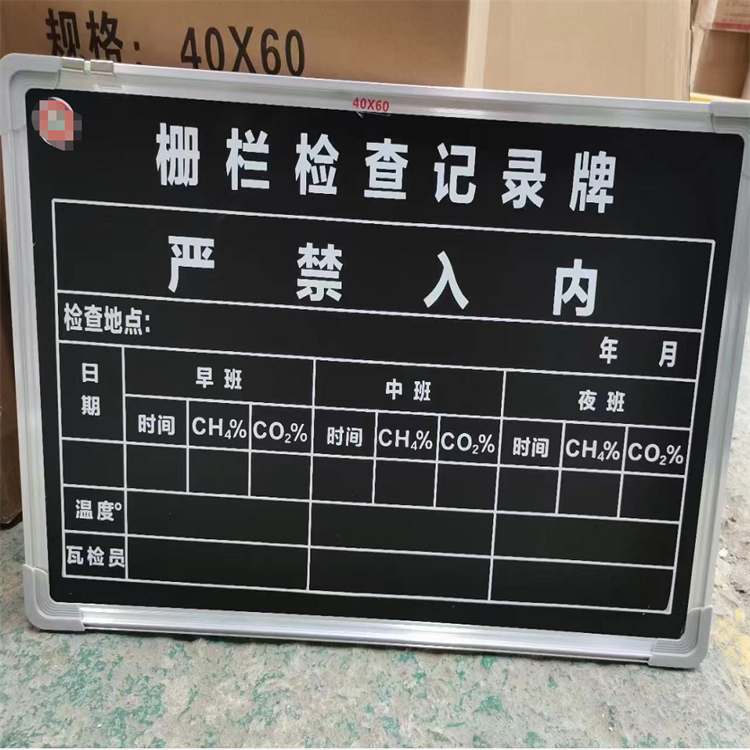 规格: 40X60
40X60
栅栏检查记录牌
严禁入内
检查地点:
年 月
日期 早班 中班 夜班
时间 CH₄% CO₂% 时间 CH₄% CO₂% 时间 CH₄% CO₂%
温度°
瓦检员